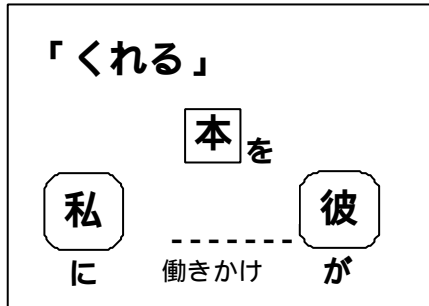 「くれる」
本を
私 彼
に 働きかけ が